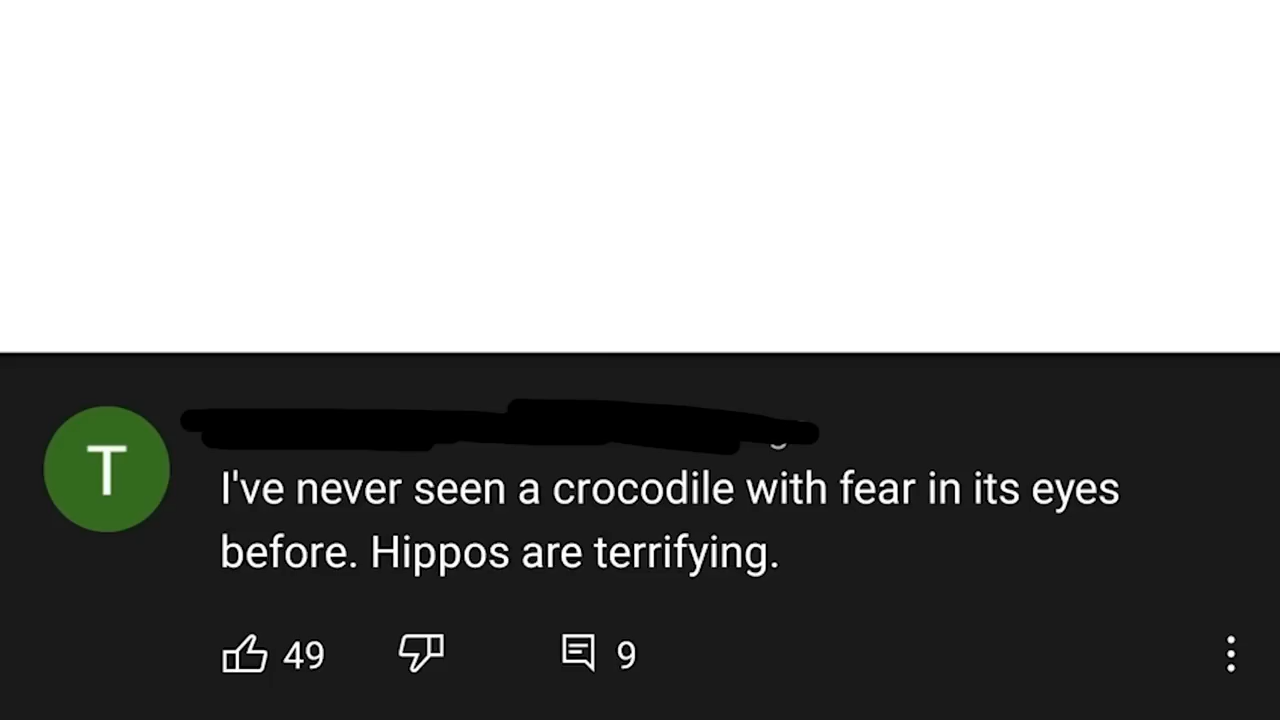 T
I've never seen a crocodile with fear in its eyes
before. Hippos are terrifying.
49
9